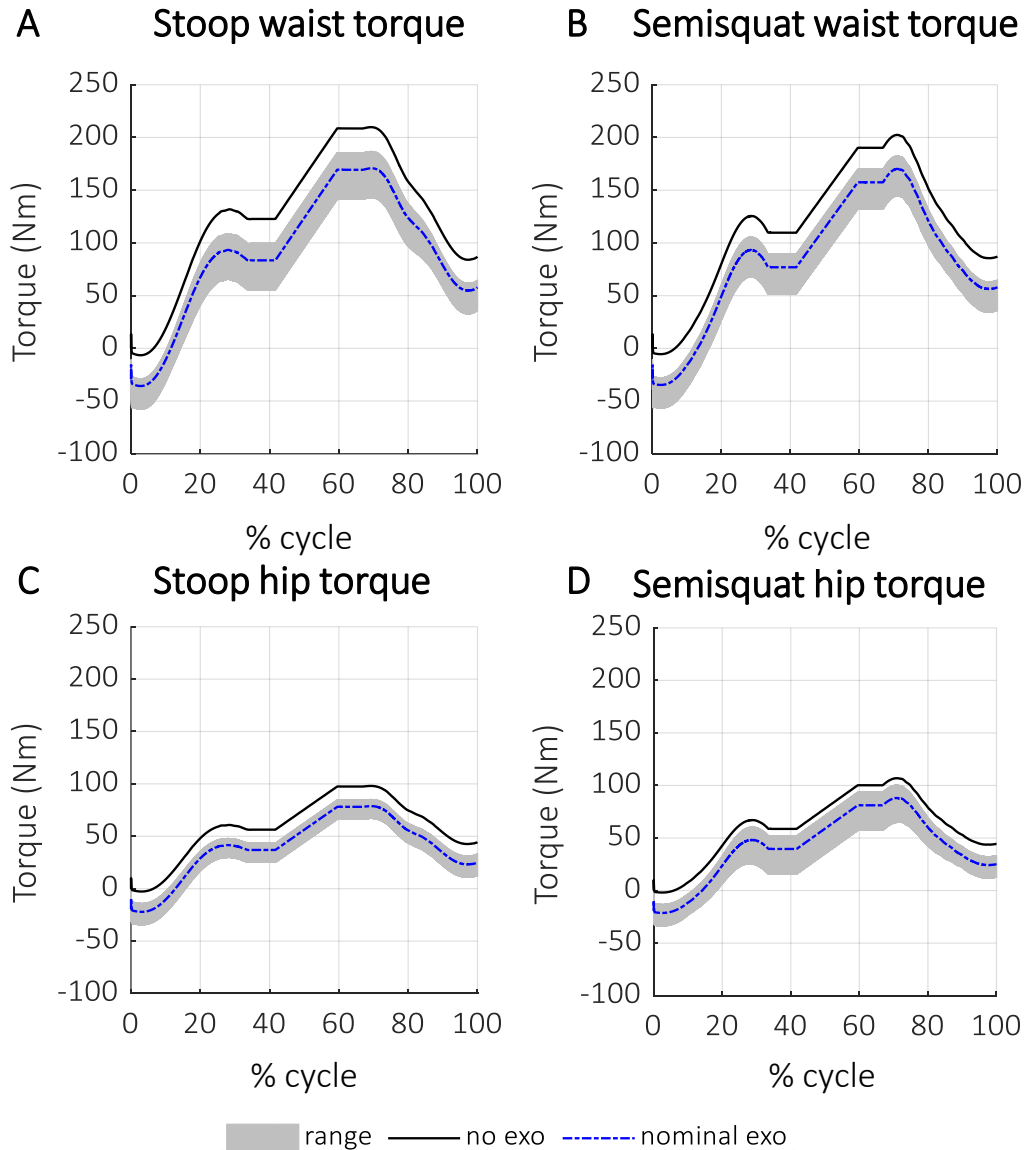 A Stoop waist torque
B Semisquat waist torque
250
200
150
100
50
0
-50
-100
Torque (Nm)
0 20 40 60 80 100
% cycle
250
200
150
100
50
0
-50
-100
Torque (Nm)
0 20 40 60 80 100
% cycle
C Stoop hip torque
D Semisquat hip torque
250
200
150
100
50
0
-50
-100
Torque (Nm)
0 20 40 60 80 100
% cycle
250
200
150
100
50
0
-50
-100
Torque (Nm)
0 20 40 60 80 100
% cycle
range no exo nominal exo